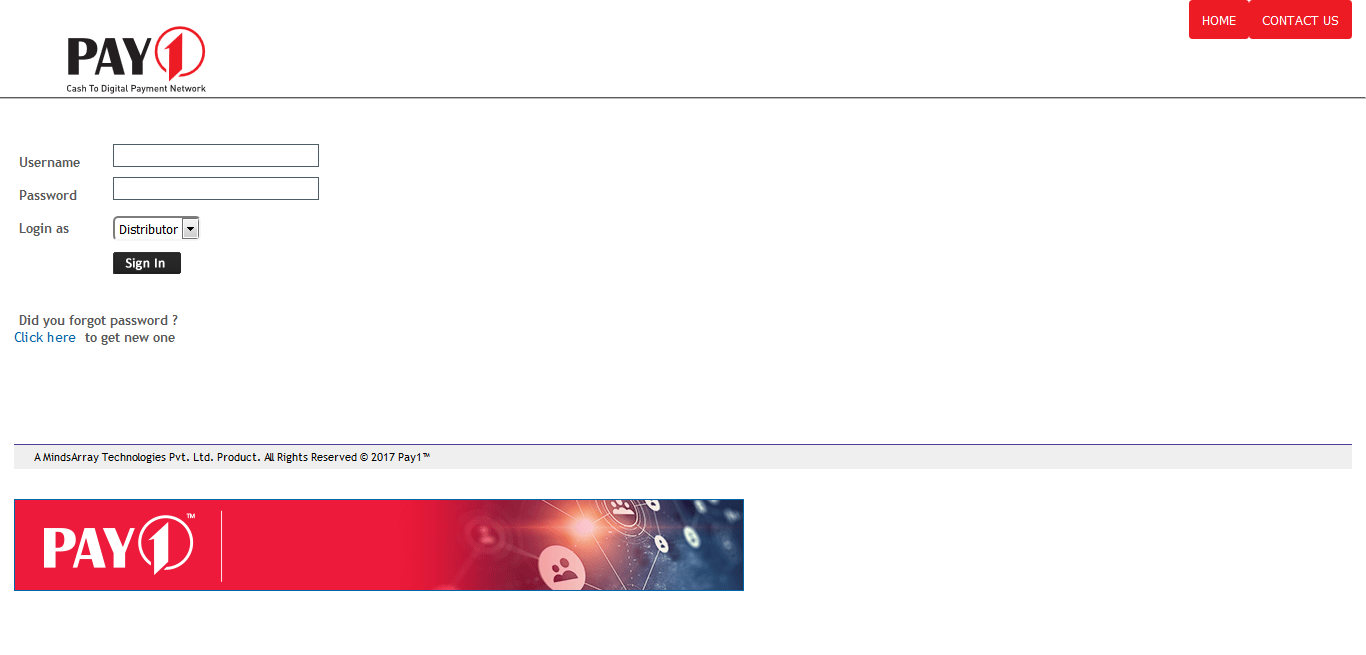 HOME CONTACT US
PAY1
Cash To Digital Payment Network
Username
Password
Login as Distributor
Sign In
Did you forgot password ?
Click here to get new one
A MindsArray Technologies Pvt. Ltd. Product. All Rights Reserved © 2017 Pay1™
PAY1™